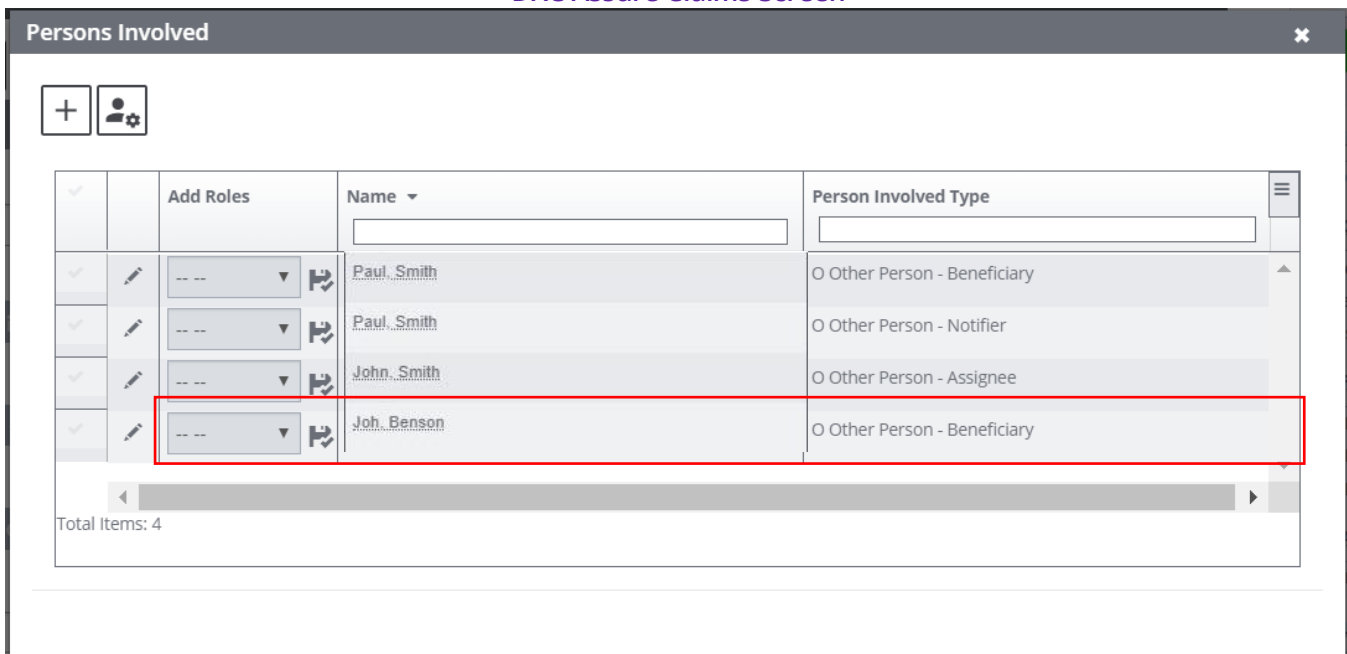 Persons Involved
Add Roles Name Person Involved Type
-- -- Paul, Smith O Other Person - Beneficiary
-- -- Paul, Smith O Other Person - Notifier
-- -- John, Smith O Other Person - Assignee
-- -- Joh, Benson O Other Person - Beneficiary
Total Items: 4